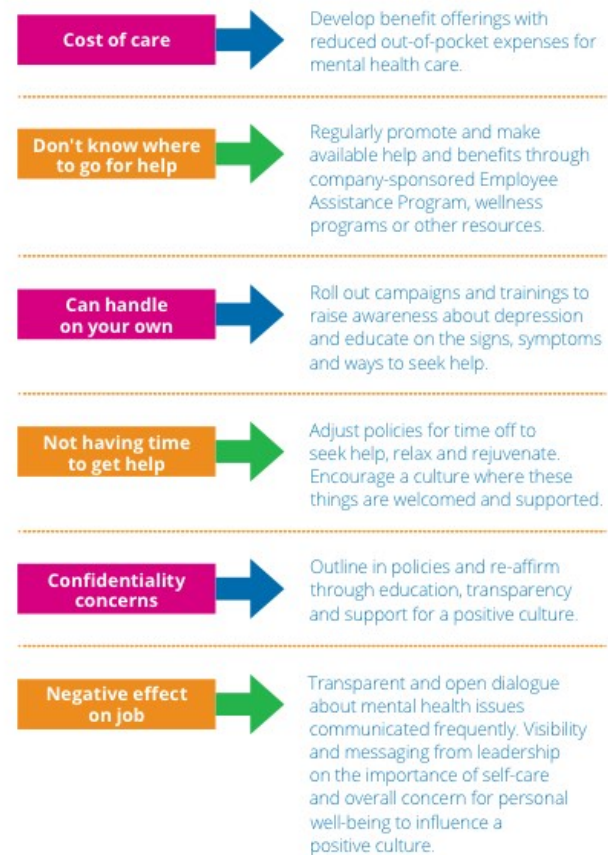 Cost of care
Develop benefit offerings with
reduced out-of-pocket expenses for
mental health care.
Don't know where
to go for help
Regularly promote and make
available help and benefits through
company-sponsored Employee
Assistance Program, wellness
programs or other resources.
Can handle
on your own
Roll out campaigns and trainings to
raise awareness about depression
and educate on the signs, symptoms
and ways to seek help.
Not having time
to get help
Adjust policies for time off to
seek help, relax and rejuvenate.
Encourage a culture where these
things are welcomed and supported.
Confidentiality
concerns
Outline in policies and re-affirm
through education, transparency
and support for a positive culture.
Negative effect
on job
Transparent and open dialogue
about mental health issues
communicated frequently. Visibility
and messaging from leadership
on the importance of self-care
and overall concern for personal
well-being to influence a
positive culture.